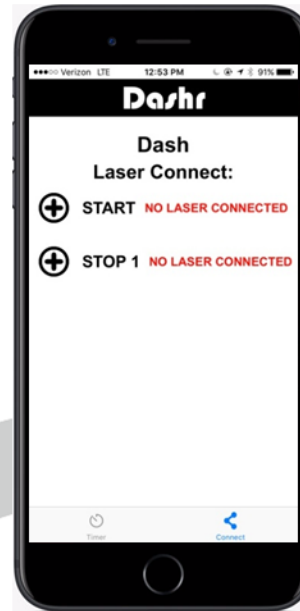 Verizon LTE 12:53 PM 91%
Dashr
Dash
Laser Connect:
START NO LASER CONNECTED
STOP 1 NO LASER CONNECTED
Timer Connect